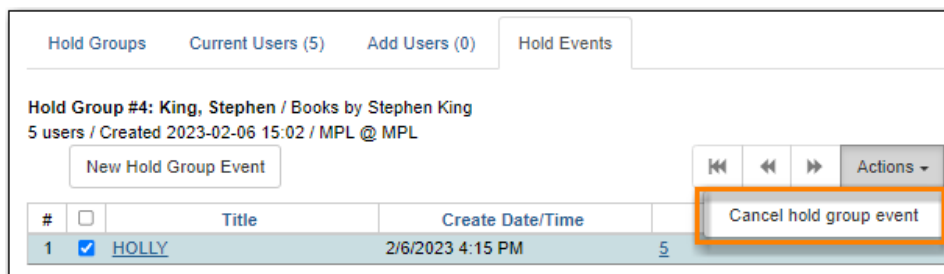 Hold Groups Current Users (5) Add Users (0) Hold Events
Hold Group #4: King, Stephen / Books by Stephen King
5 users / Created 2023-02-06 15:02 / MPL @ MPL
New Hold Group Event Actions
Cancel hold group event
# Title Create Date/Time
1 HOLLY 2/6/2023 4:15 PM 5